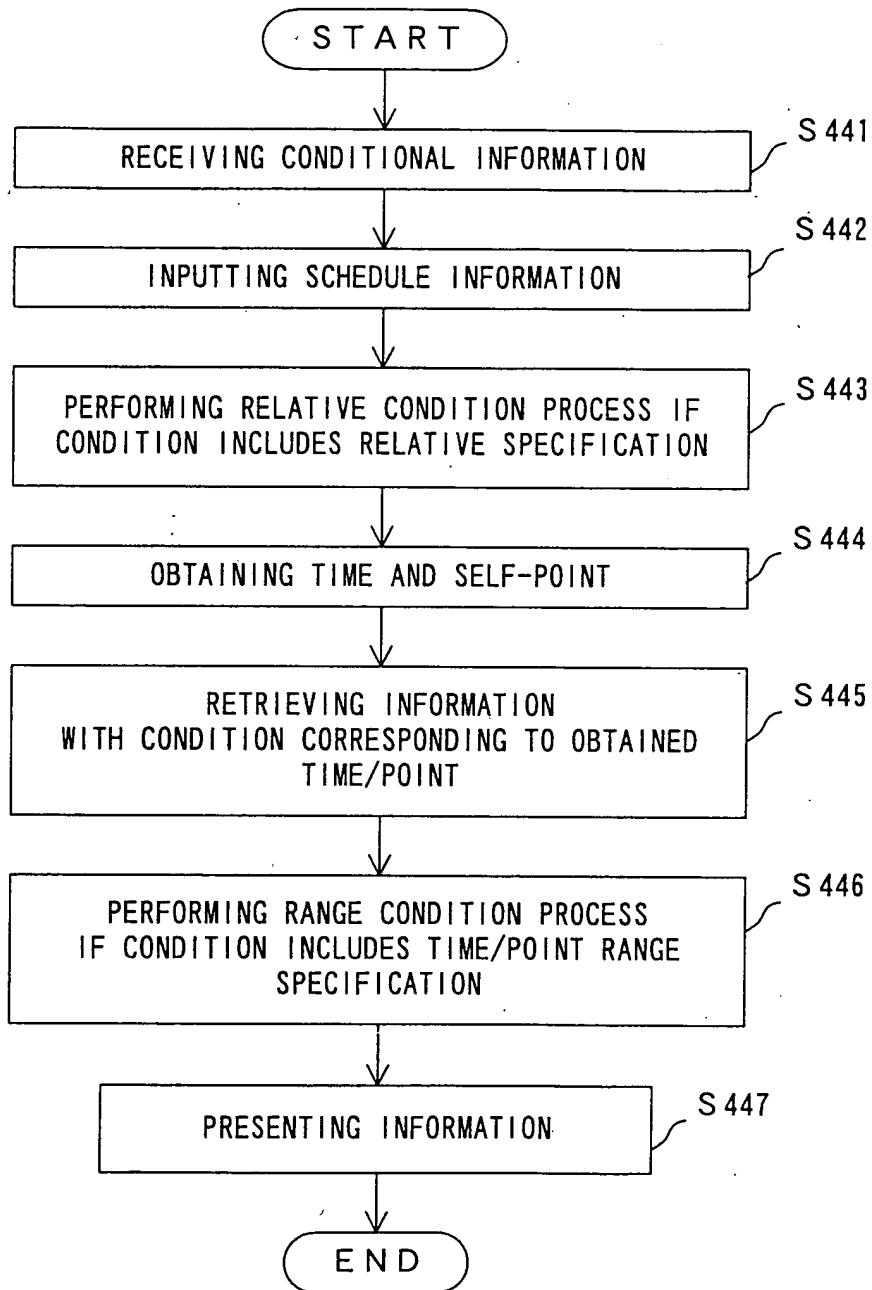 START
RECEIVING CONDITIONAL INFORMATION
S441
INPUTTING SCHEDULE INFORMATION
S442
PERFORMING RELATIVE CONDITION PROCESS IF
CONDITION INCLUDES RELATIVE SPECIFICATION
S443
OBTAINING TIME AND SELF-POINT
S444
RETRIEVING INFORMATION
WITH CONDITION CORRESPONDING TO OBTAINED
TIME/POINT
S445
PERFORMING RANGE CONDITION PROCESS
IF CONDITION INCLUDES TIME/POINT RANGE
SPECIFICATION
S446
PRESENTING INFORMATION
S447
END